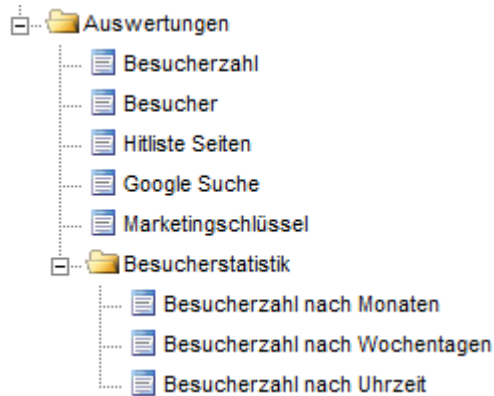 Auswertungen
Besucherzahl
Besucher
Hitliste Seiten
Google Suche
Marketingschlüssel
Besucherstatistik
Besucherzahl nach Monaten
Besucherzahl nach Wochentagen
Besucherzahl nach Uhrzeit